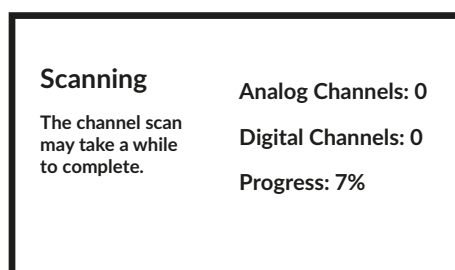 Scanning
The channel scan
may take a while
to complete.
Analog Channels: 0
Digital Channels: 0
Progress: 7%